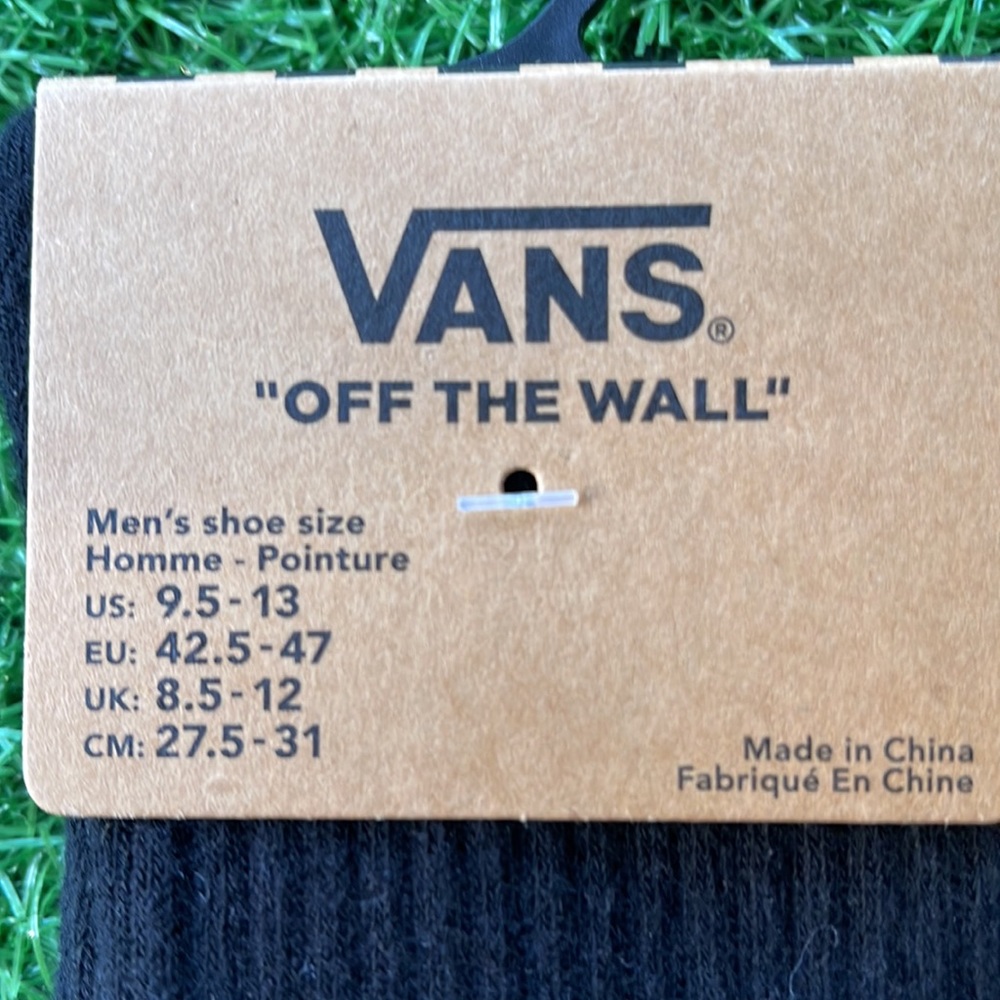 VANS®
"OFF THE WALL"
Men's shoe size
Homme - Pointure
US: 9.5-13
EU: 42.5-47
UK: 8.5-12
CM: 27.5-31
Made in China
Fabriqué En Chine